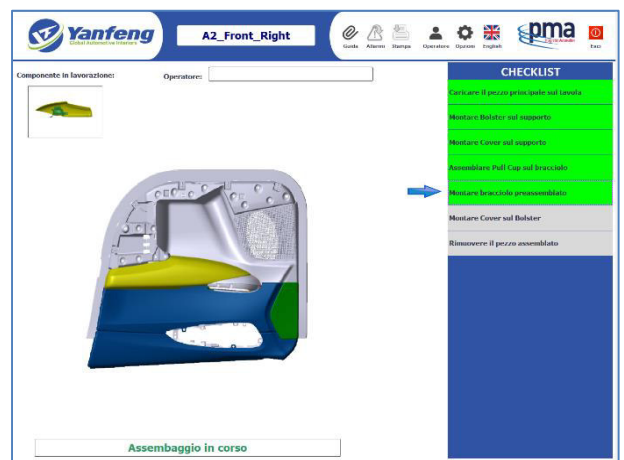 Yanfeng
Global Automotive Interiors
A2_Front_Right
Guida Allarmi Stampa Operatore Opzioni English Esci
pma
Componente in lavorazione:
Operatore:
CHECKLIST
Caricare il pezzo principale sul tavola
Montare Bolster sul supporto
Montare Cover sul supporto
Assemblare Pull Cup sul bracciolo
Montare bracciolo preassemblato
Montare Cover sul Bolster
Rimuovere il pezzo assemblato
Assembaggio in corso